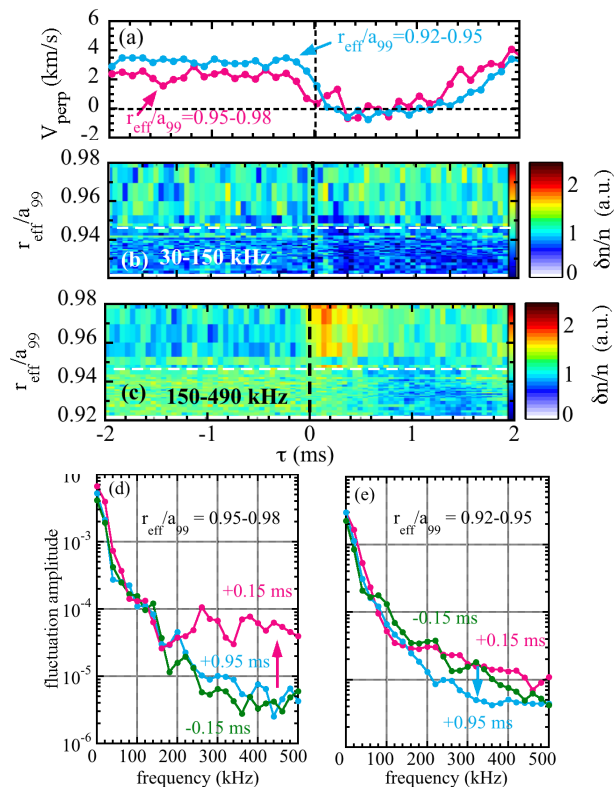 (a)
V_perp (km/s)
6
4
2
0
-2
r_eff/a_99=0.92-0.95
r_eff/a_99=0.95-0.98
r_eff/a_99
0.98
0.96
0.94
(b) 30-150 kHz
2
1
0
δn/n (a.u.)
r_eff/a_99
0.98
0.96
0.94
0.92
(c) 150-490 kHz
2
1
0
δn/n (a.u.)
-2 -1 0 1 2
τ (ms)
(d)
r_eff/a_99 = 0.95-0.98
fluctuation amplitude
10
10^-3
10^-4
10^-5
10^-6
+0.15 ms
+0.95 ms
-0.15 ms
0 100 200 300 400 500
frequency (kHz)
(e)
r_eff/a_99 = 0.92-0.95
-0.15 ms
+0.15 ms
+0.95 ms
0 100 200 300 400 500
frequency (kHz)